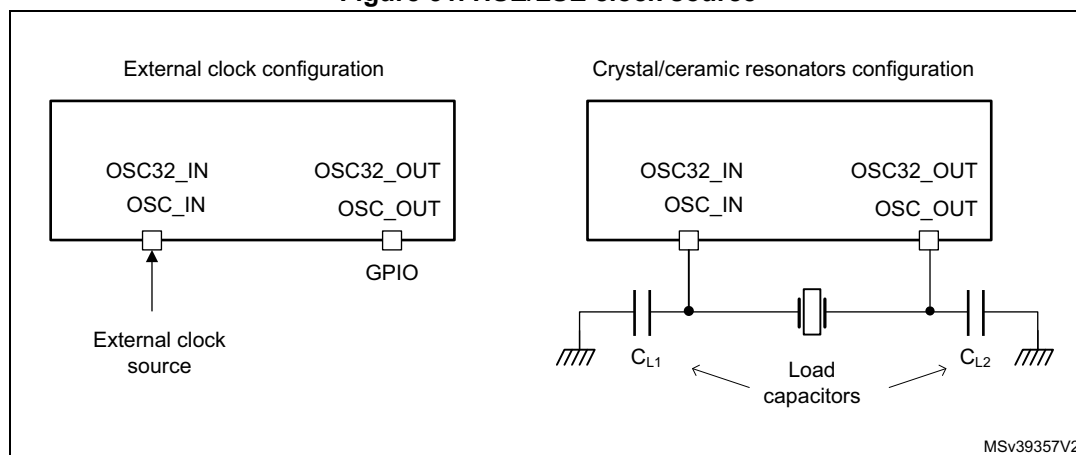 External clock configuration
OSC32_IN OSC32_OUT
OSC_IN OSC_OUT
GPIO
External clock
source
Crystal/ceramic resonators configuration
OSC32_IN OSC32_OUT
OSC_IN OSC_OUT
CL1 CL2
Load
capacitors
MSv39357V2